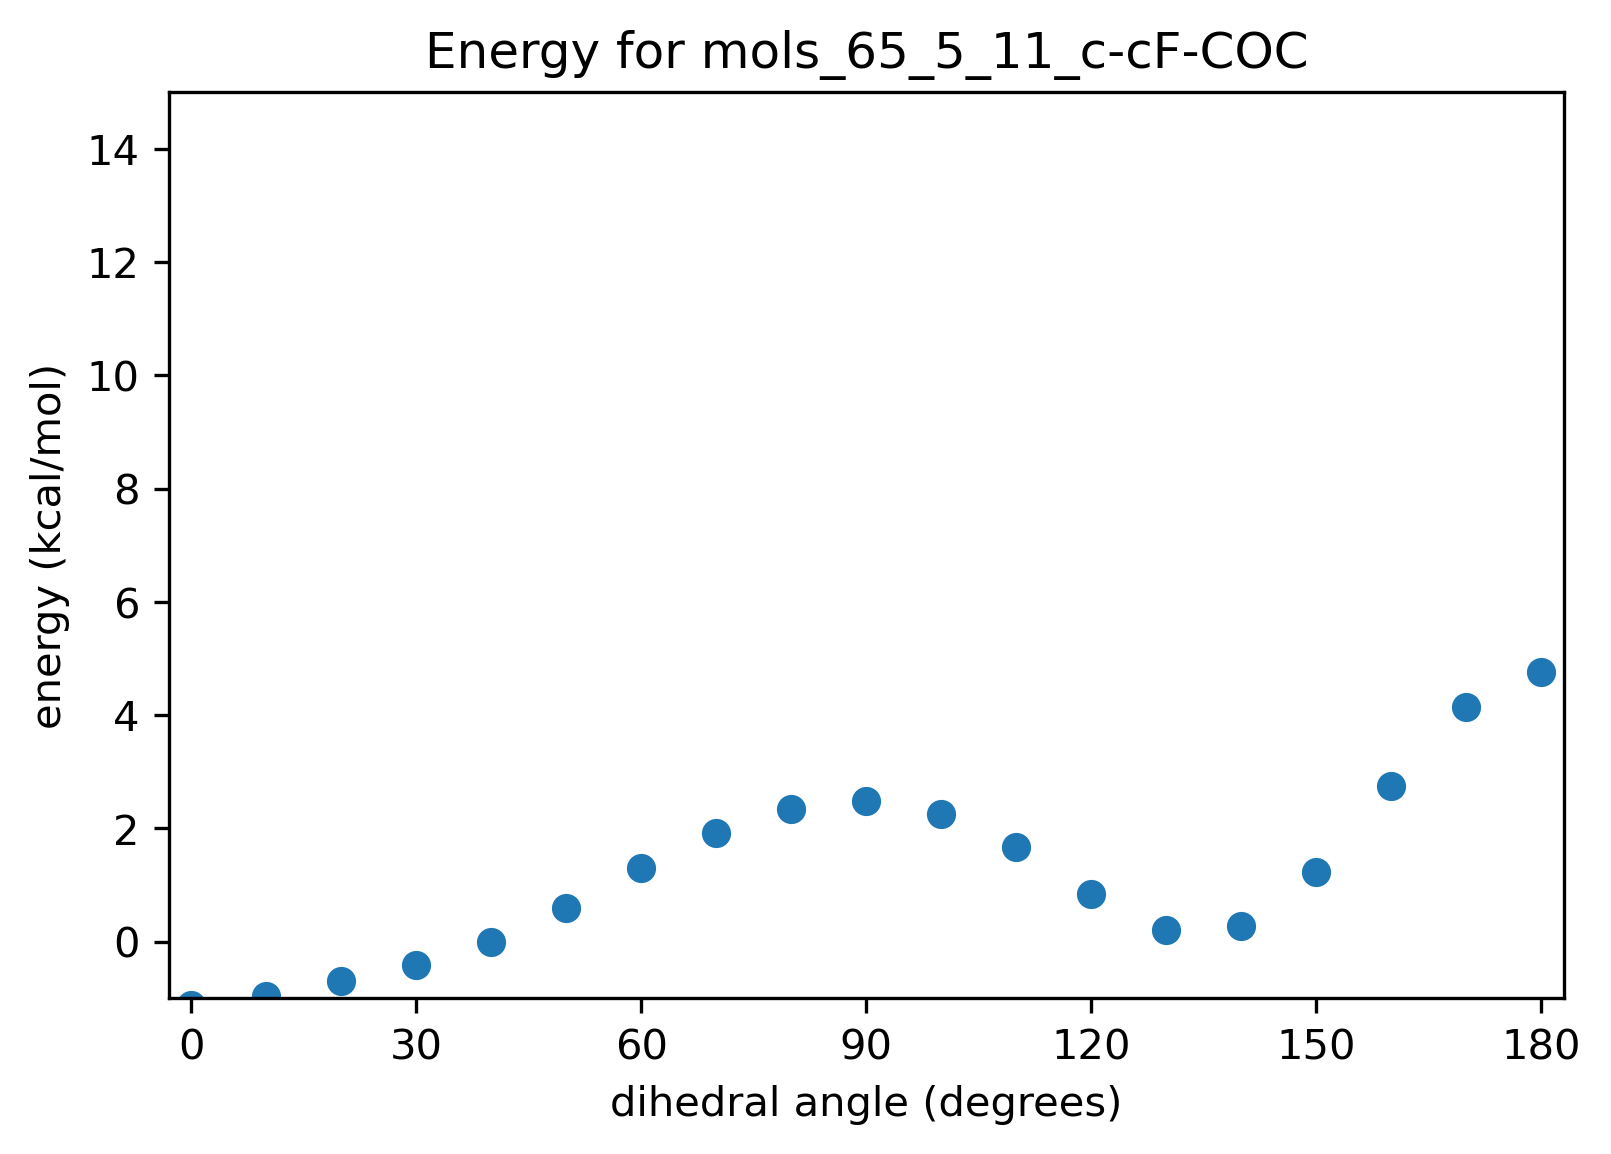 Energy for mols_65_5_11_c-cF-COC
energy (kcal/mol)
14
12
10
8
6
4
2
0
0 30 60 90 120 150 180
dihedral angle (degrees)